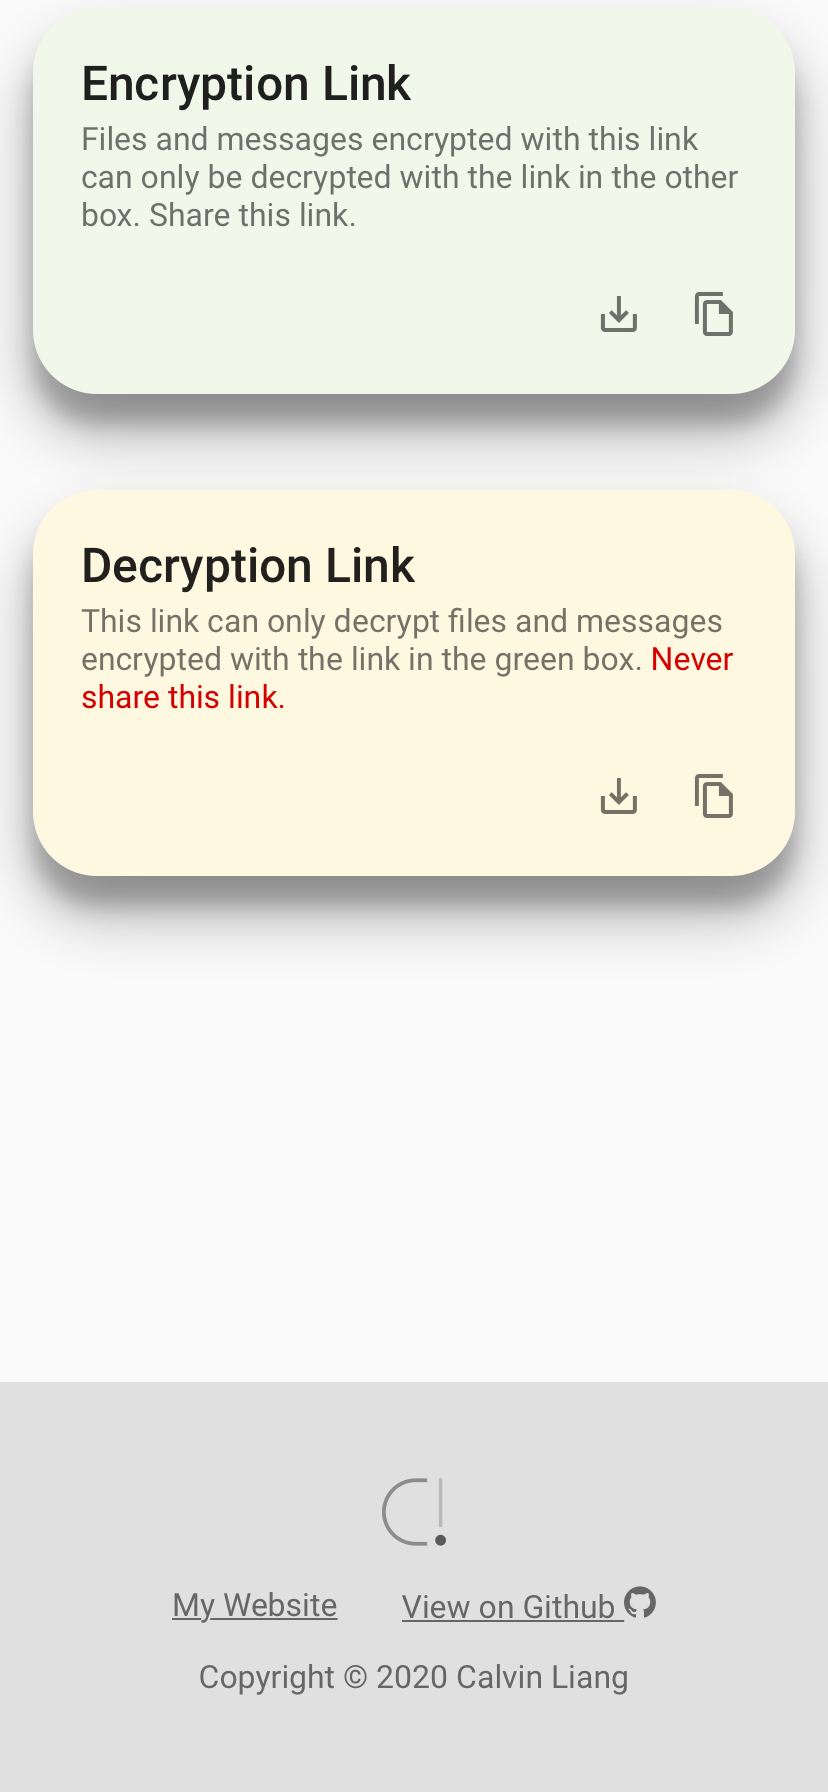 Encryption Link
Files and messages encrypted with this link
can only be decrypted with the link in the other
box. Share this link.
Decryption Link
This link can only decrypt files and messages
encrypted with the link in the green box. Never
share this link.
My Website
View on Github
Copyright © 2020 Calvin Liang